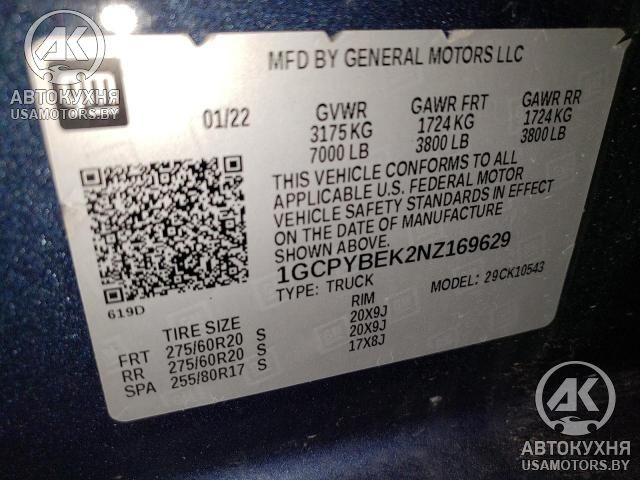 АК
АВТОКУХНЯ
USAMOTORS.BY
gm
MFD BY GENERAL MOTORS LLC
01/22
GVWR
3175 KG
7000 LB
GAWR FRT
1724 KG
3800 LB
GAWR RR
1724 KG
3800 LB
THIS VEHICLE CONFORMS TO ALL
APPLICABLE U.S. FEDERAL MOTOR
VEHICLE SAFETY STANDARDS IN EFFECT
ON THE DATE OF MANUFACTURE
SHOWN ABOVE.
1GCPYBEK2NZ169629
TYPE: TRUCK
MODEL: 29CK10543
619D
TIRE SIZE
RIM
FRT 275/60R20 S 20X9J
RR 275/60R20 S 20X9J
SPA 255/80R17 S 17X8J
АК
АВТОКУХНЯ
USAMOTORS.BY